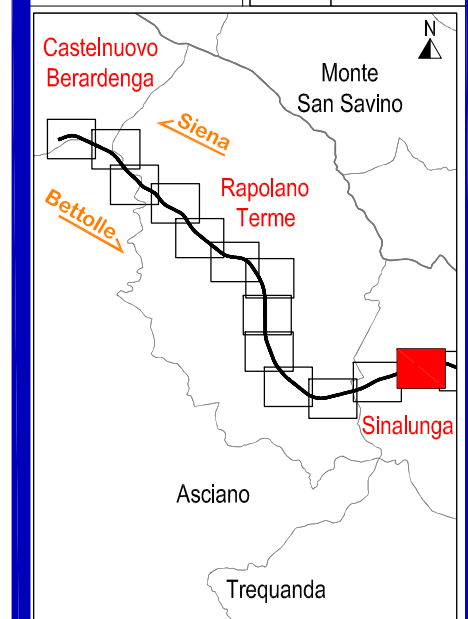 N
Castelnuovo
Berardenga
Monte
San Savino
Siena
Rapolano
Terme
Bettolle
Sinalunga
Asciano
Trequanda